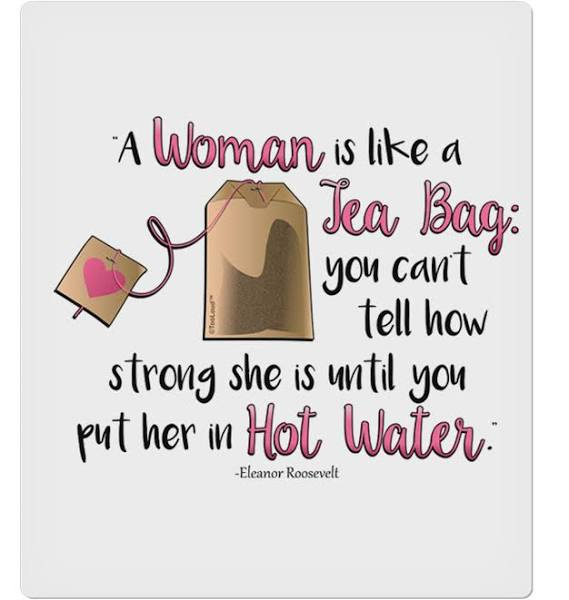 "A Woman is like a
Tea Bag:
you can't
tell how
strong she is until you
put her in Hot Water."
-Eleanor Roosevelt
©TooLoud™